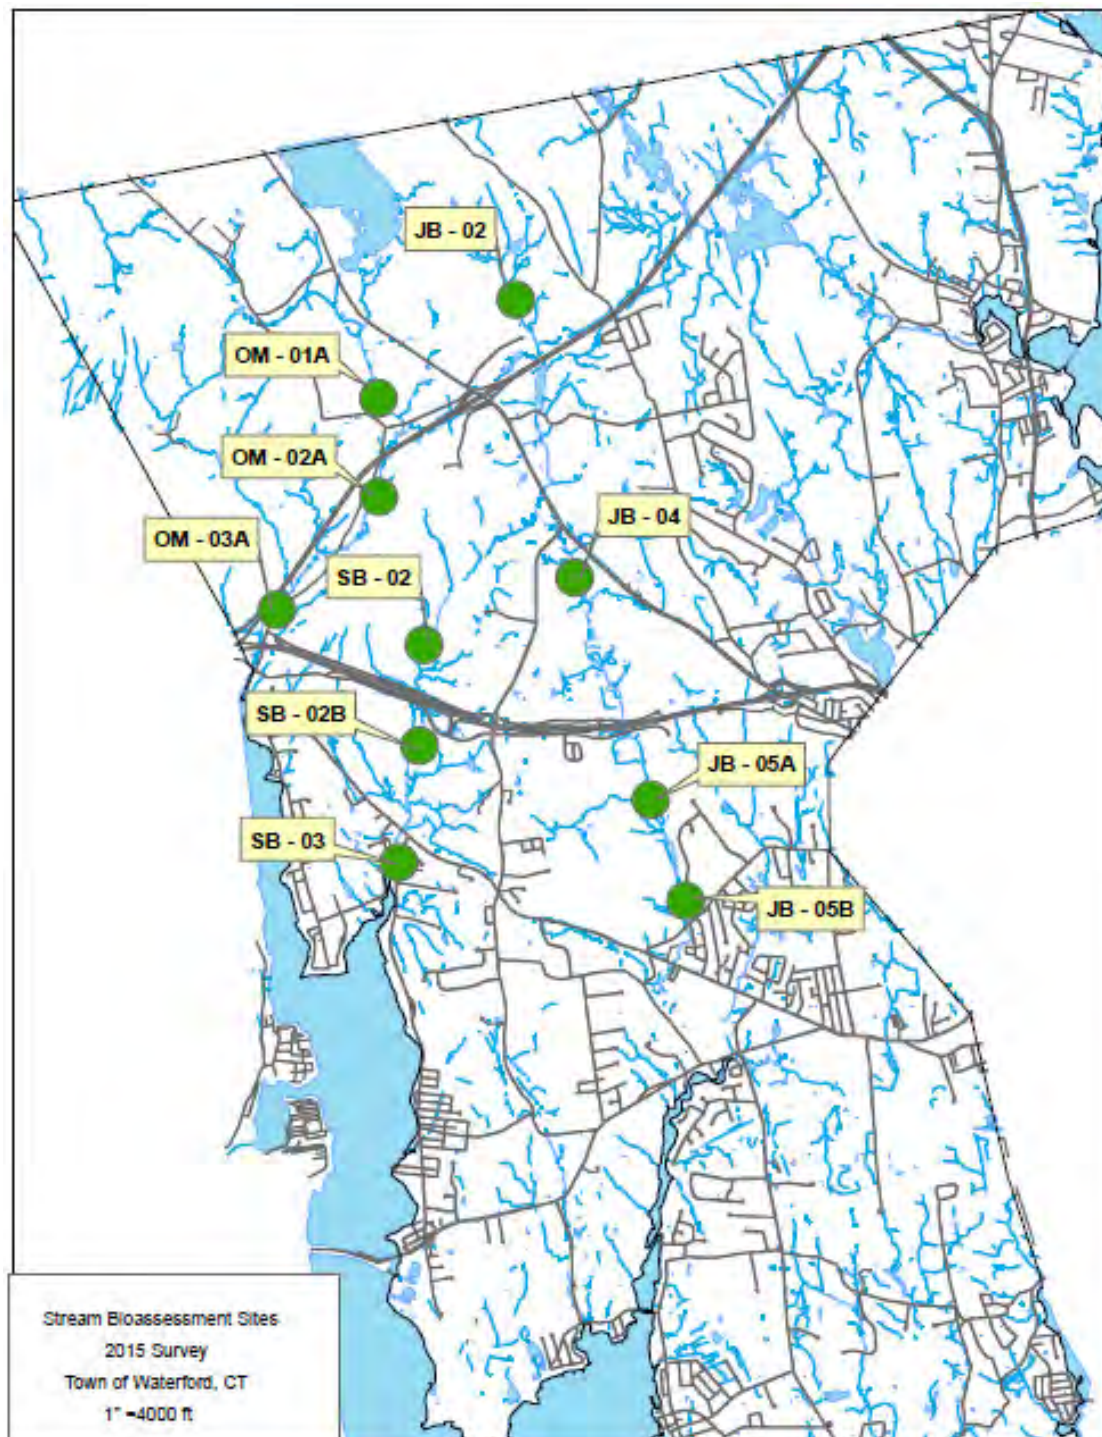 JB - 02
OM - 01A
OM - 02A
JB - 04
OM - 03A
SB - 02
SB - 02B
JB - 05A
SB - 03
JB - 05B
Stream Bioassessment Sites
2015 Survey
Town of Waterford, CT
1" =4000 ft